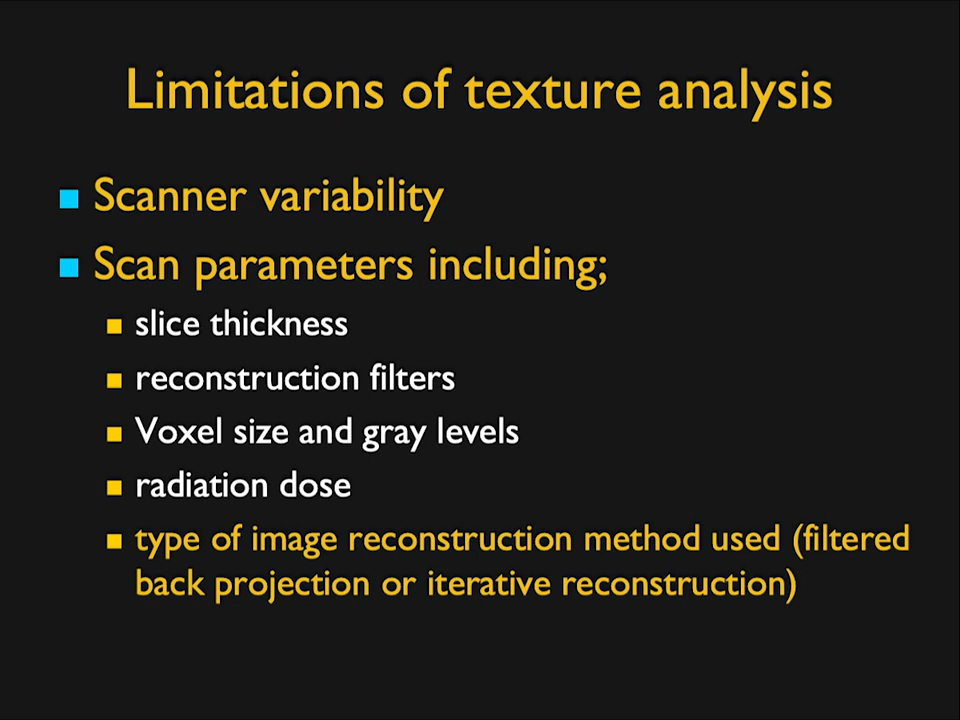 Limitations of texture analysis
Scanner variability
Scan parameters including;
slice thickness
reconstruction filters
Voxel size and gray levels
radiation dose
type of image reconstruction method used (filtered
back projection or iterative reconstruction)